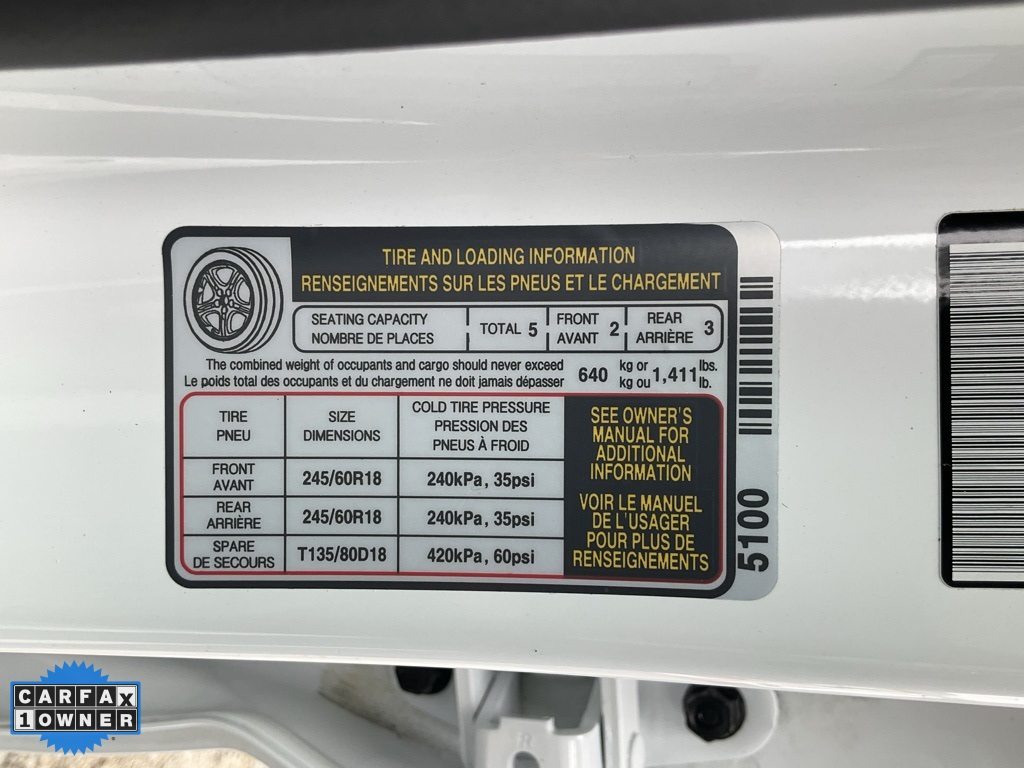 TIRE AND LOADING INFORMATION
RENSEIGNEMENTS SUR LES PNEUS ET LE CHARGEMENT
SEATING CAPACITY
NOMBRE DE PLACES
TOTAL 5
FRONT
AVANT 2
REAR
ARRIÈRE 3
The combined weight of occupants and cargo should never exceed
Le poids total des occupants et du chargement ne doit jamais dépasser
640 kg or 1,411 lbs.
kg ou lb.
TIRE
PNEU
SIZE
DIMENSIONS
COLD TIRE PRESSURE
PRESSION DES
PNEUS À FROID
FRONT
AVANT
245/60R18
240kPa, 35psi
REAR
ARRIÈRE
245/60R18
240kPa, 35psi
SPARE
DE SECOURS
T135/80D18
420kPa, 60psi
SEE OWNER'S
MANUAL FOR
ADDITIONAL
INFORMATION
VOIR LE MANUEL
DE L'USAGER
POUR PLUS DE
RENSEIGNEMENTS
5100
CARFAX
1 OWNER